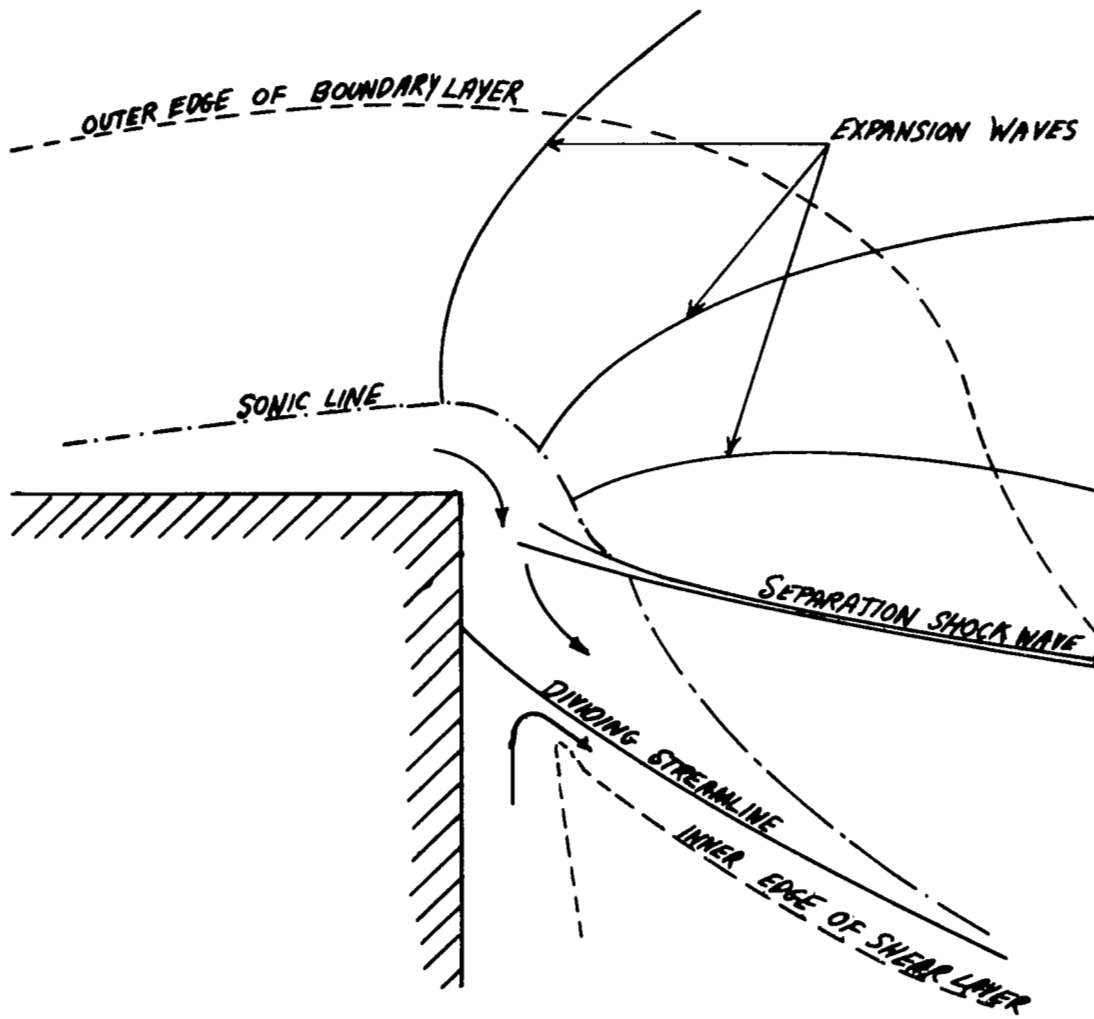 OUTER EDGE OF BOUNDARY LAYER
EXPANSION WAVES
SONIC LINE
SEPARATION SHOCK WAVE
DIVIDING STREAMLINE
INNER EDGE OF SHEAR LAYER